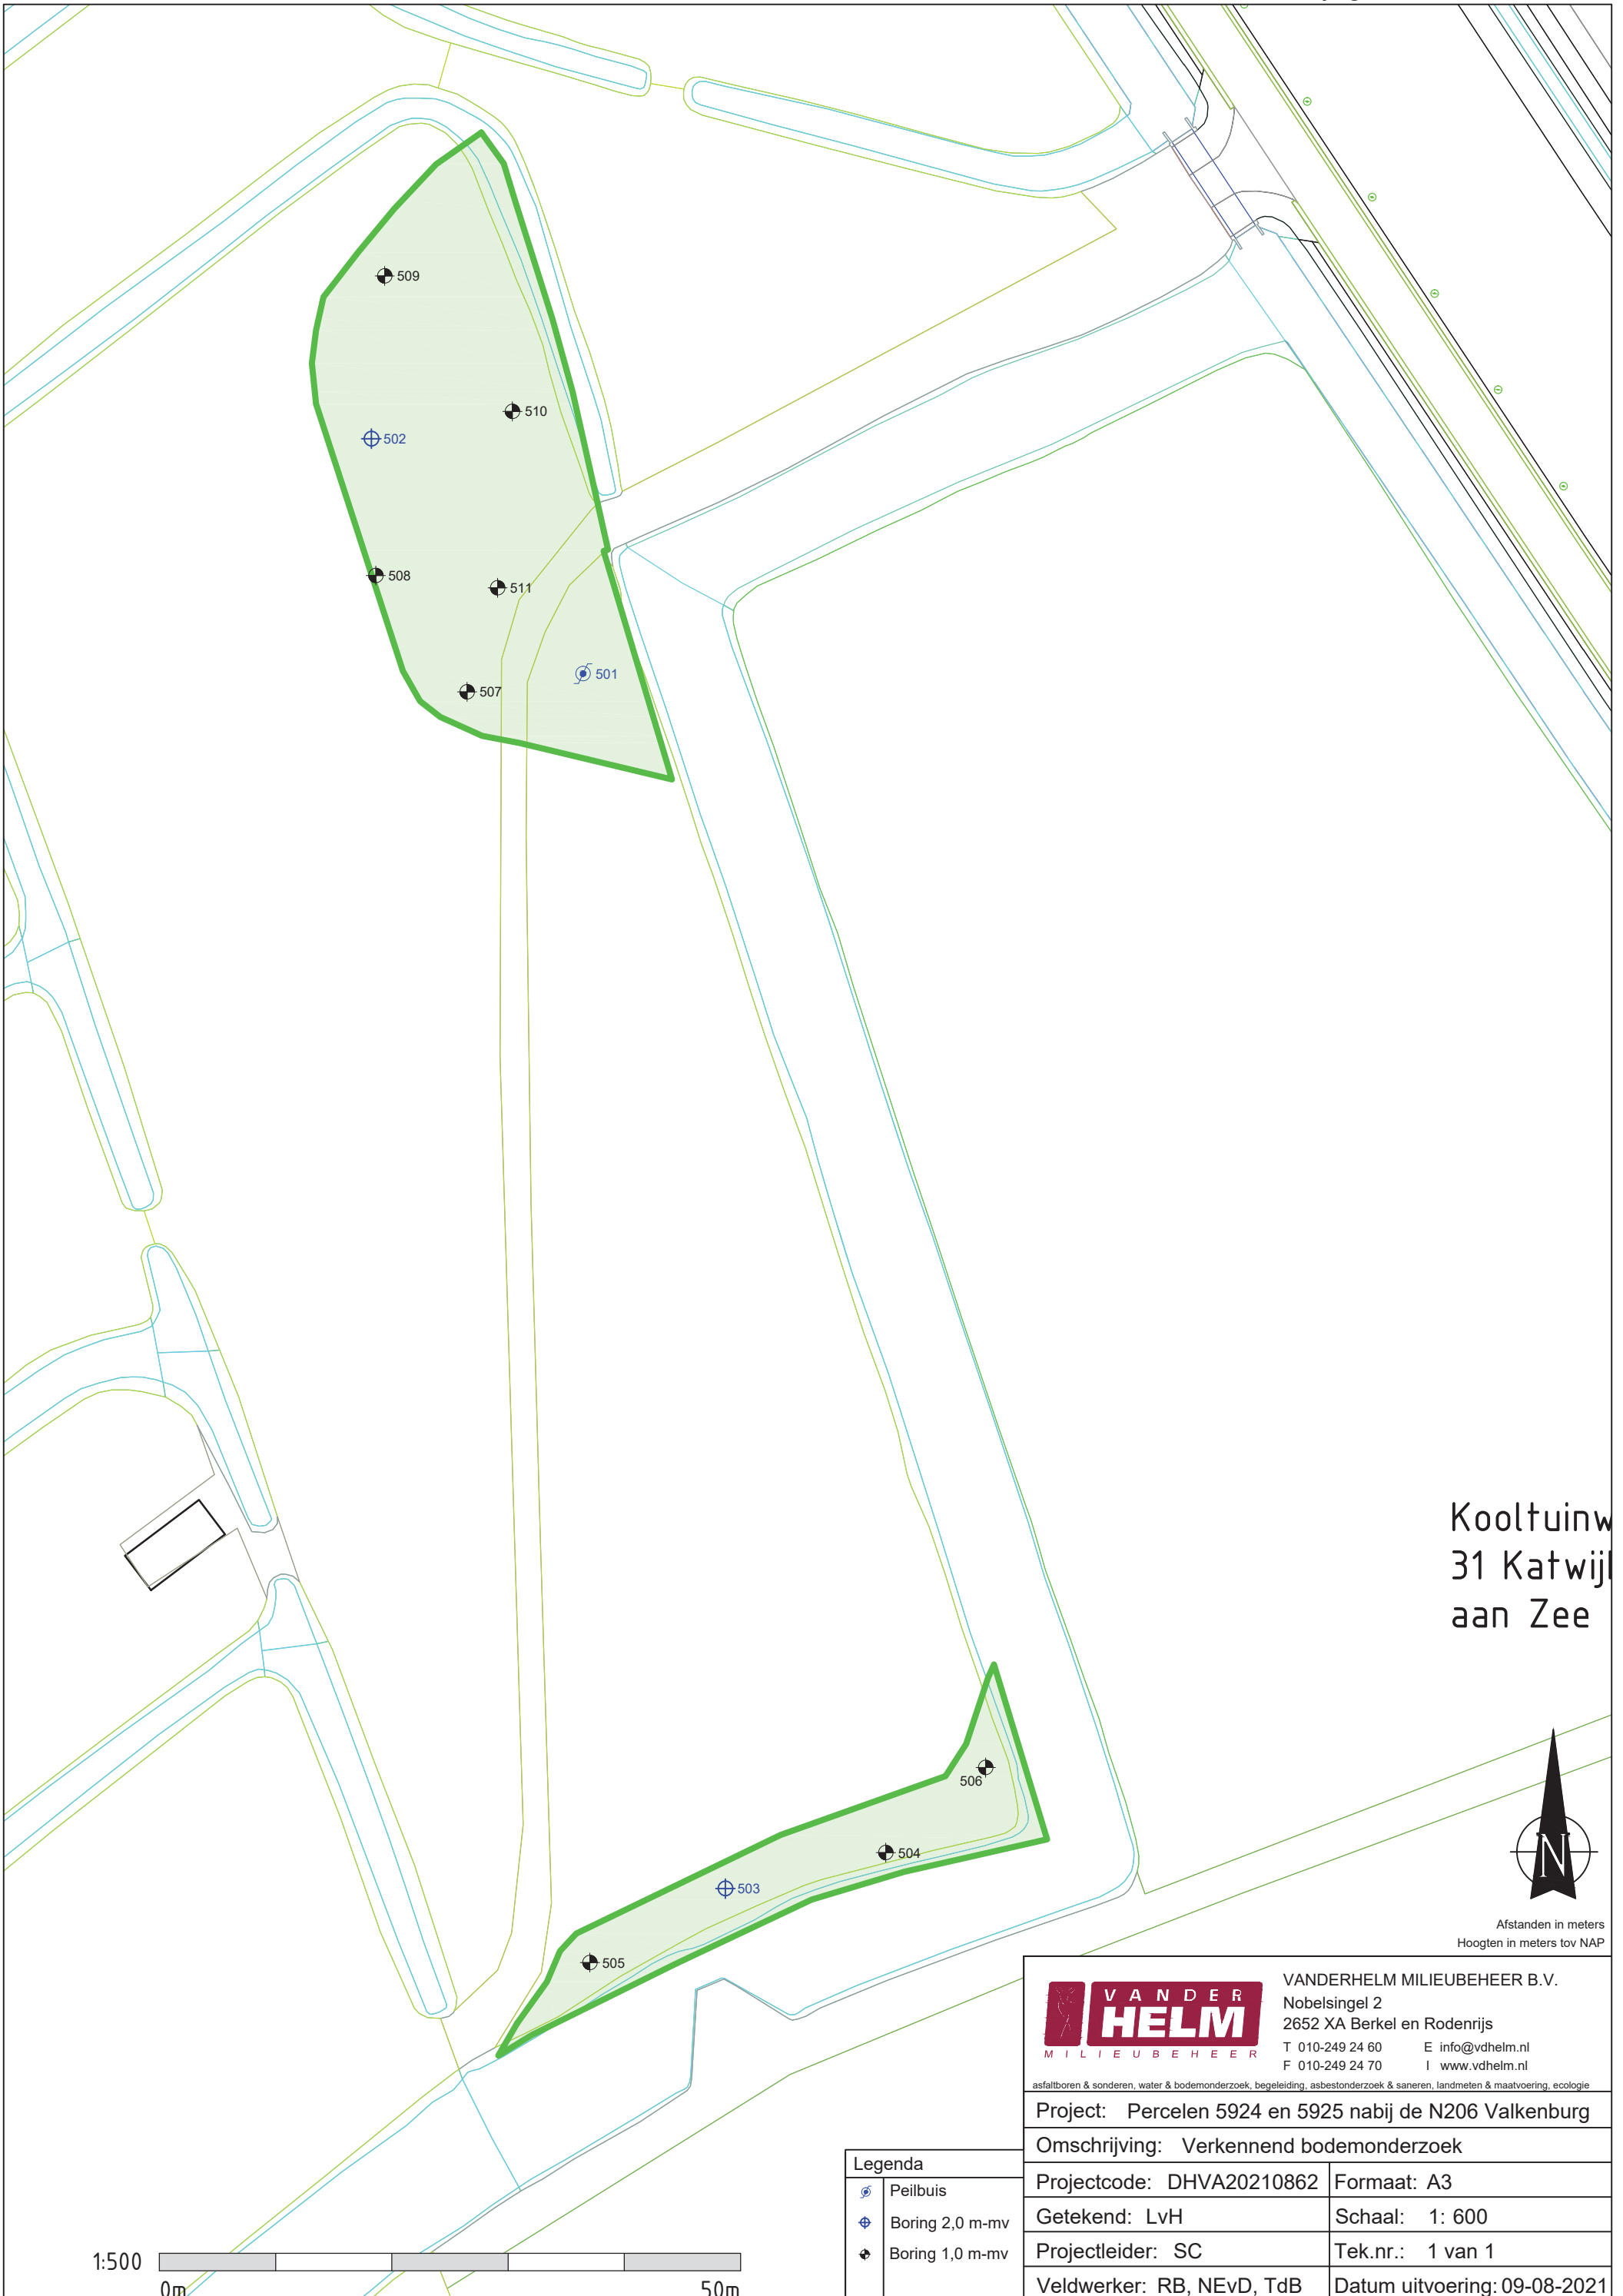 509
510
502
508
511
501
507
Kooltuinw
31 Katwijk
aan Zee
506
504
503
505
N
Afstanden in meters
Hoogten in meters tov NAP
VANDER
HELM
MILIEUBEHEER
VANDERHELM MILIEUBEHEER B.V.
Nobelsingel 2
2652 XA Berkel en Rodenrijs
T 010-249 24 60 E info@vdhelm.nl
F 010-249 24 70 I www.vdhelm.nl
asfaltboren & sonderen, water & bodemonderzoek, begeleiding, asbestonderzoek & saneren, landmeten & maatvoering, ecologie
Project: Percelen 5924 en 5925 nabij de N206 Valkenburg
Omschrijving: Verkennend bodemonderzoek
Projectcode: DHVA20210862 Formaat: A3
Getekend: LvH Schaal: 1: 600
Projectleider: SC Tek.nr.: 1 van 1
Veldwerker: RB, NEvD, TdB Datum uitvoering: 09-08-2021
Legenda
Peilbuis
Boring 2,0 m-mv
Boring 1,0 m-mv
1:500
0m 50m